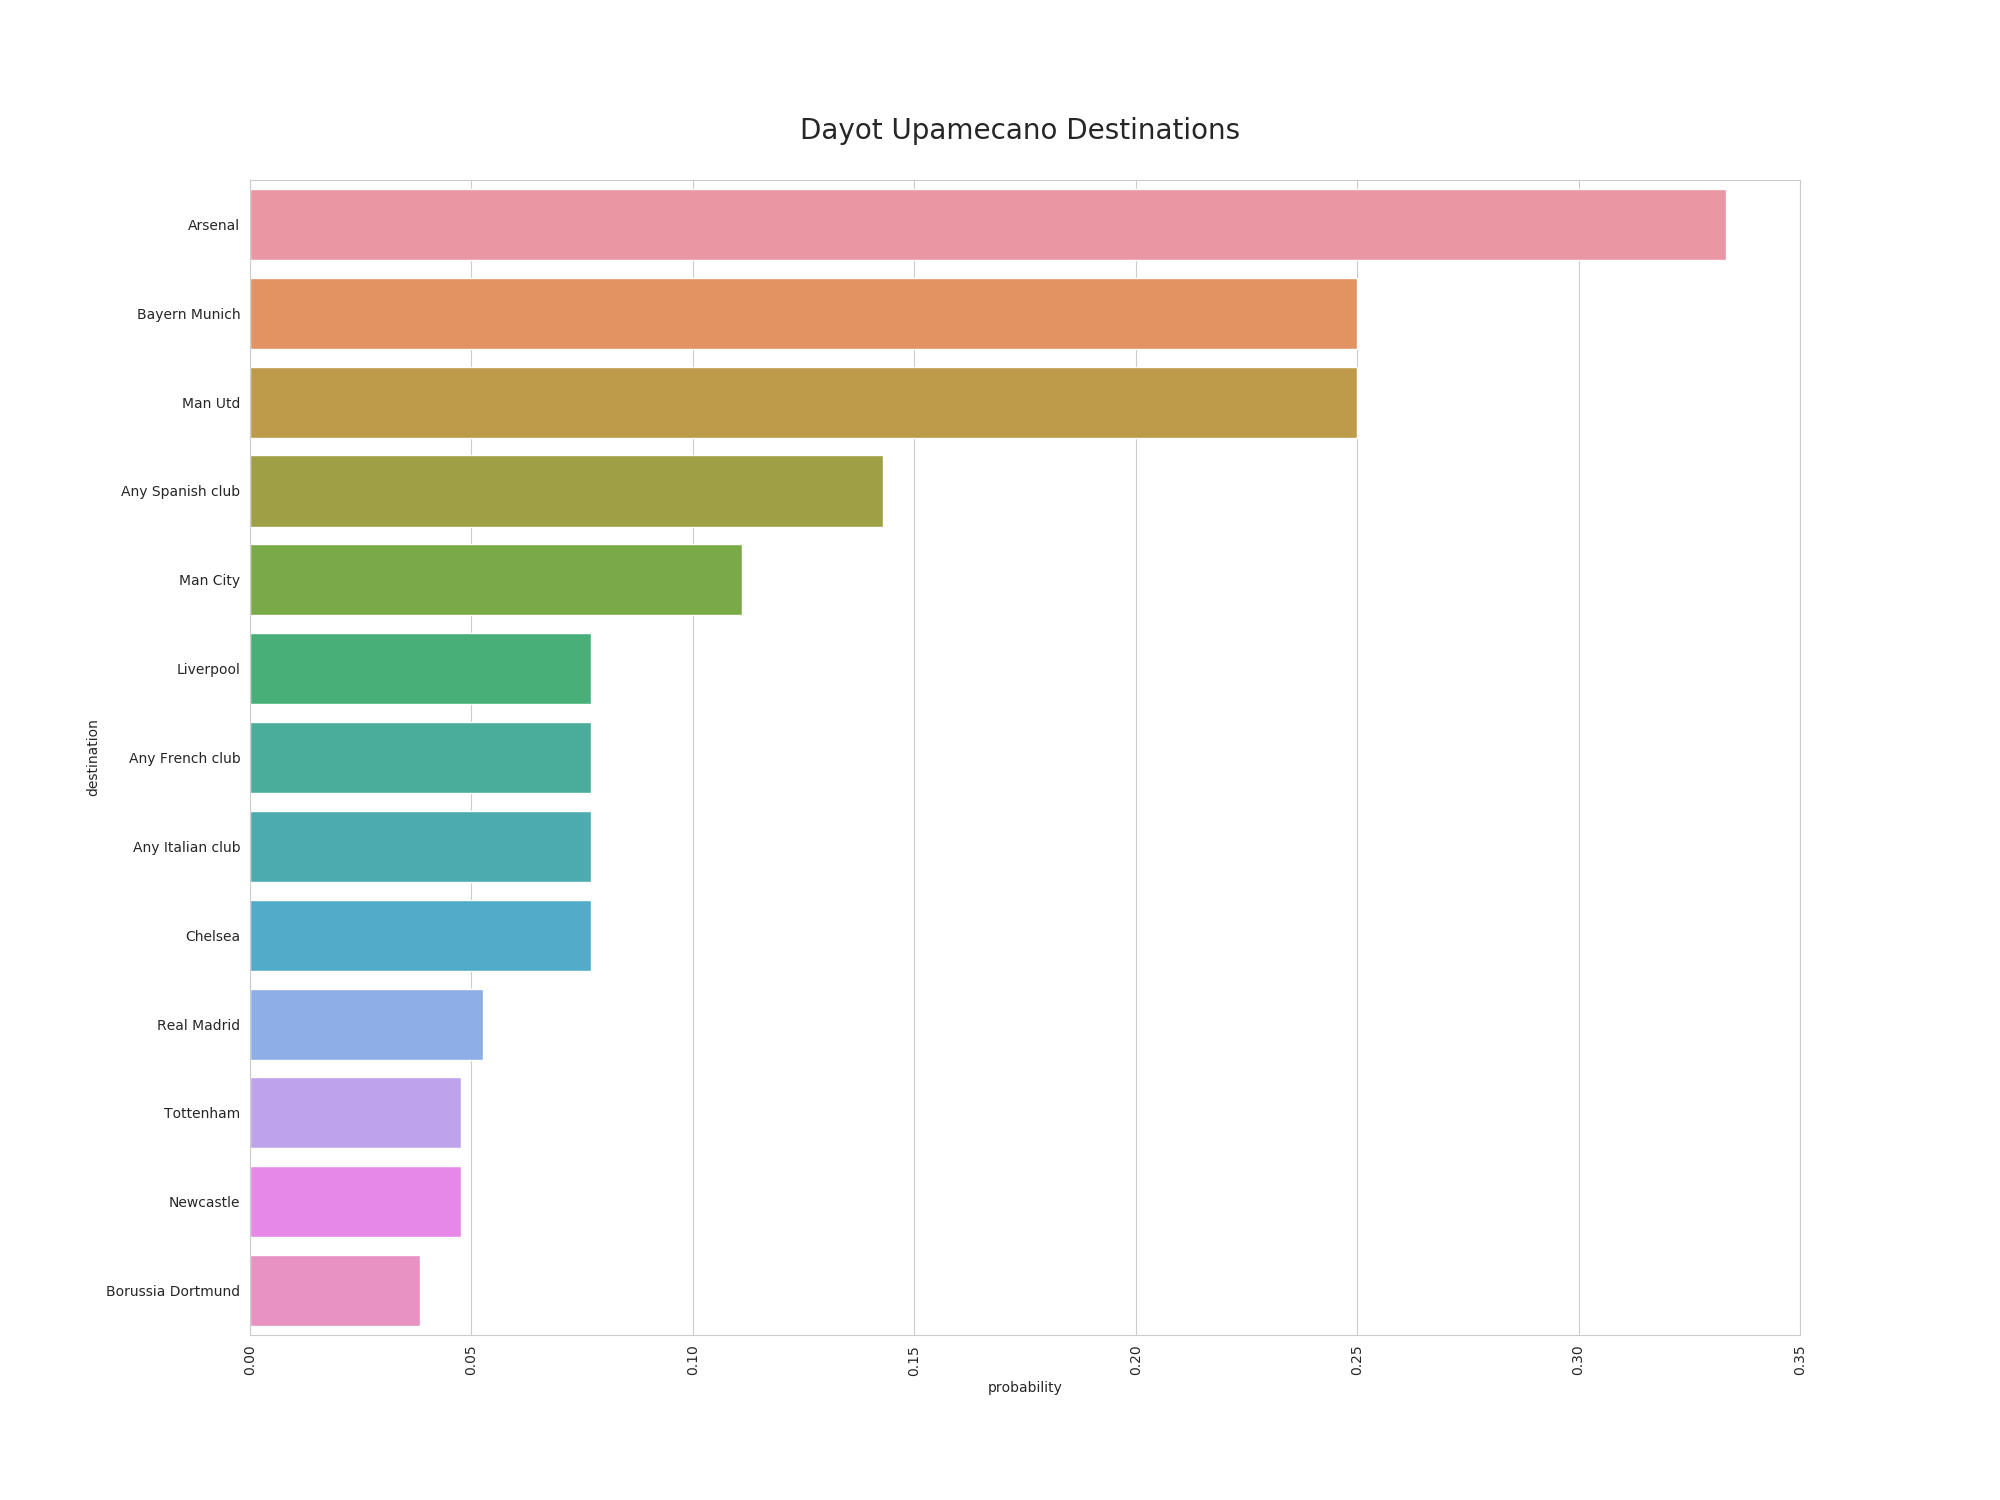 Dayot Upamecano Destinations
Arsenal
Bayern Munich
Man Utd
Any Spanish club
Man City
Liverpool
Any French club
Any Italian club
Chelsea
Real Madrid
Tottenham
Newcastle
Borussia Dortmund
destination
0.00 0.05 0.10 0.15 0.20 0.25 0.30 0.35
probability